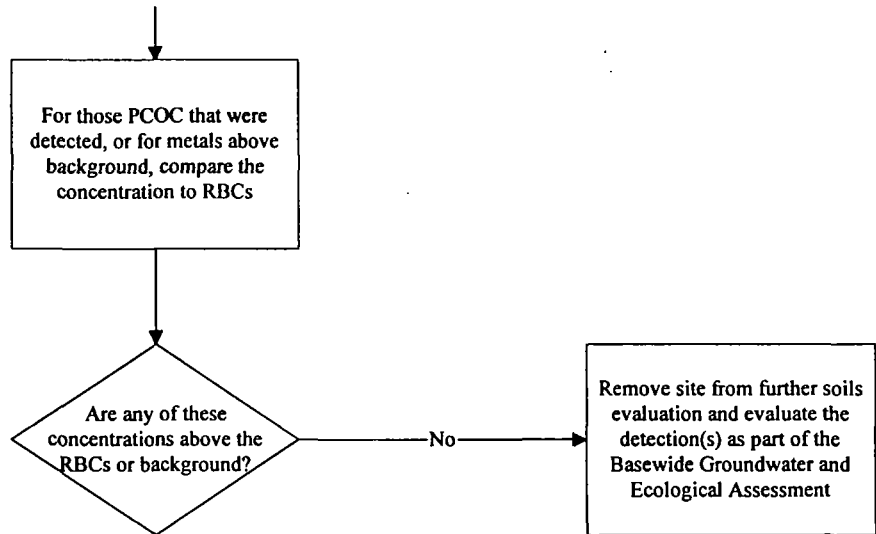 For those PCOC that were
detected, or for metals above
background, compare the
concentration to RBCs
Are any of these
concentrations above the
RBCs or background?
No
Remove site from further soils
evaluation and evaluate the
detection(s) as part of the
Basewide Groundwater and
Ecological Assessment